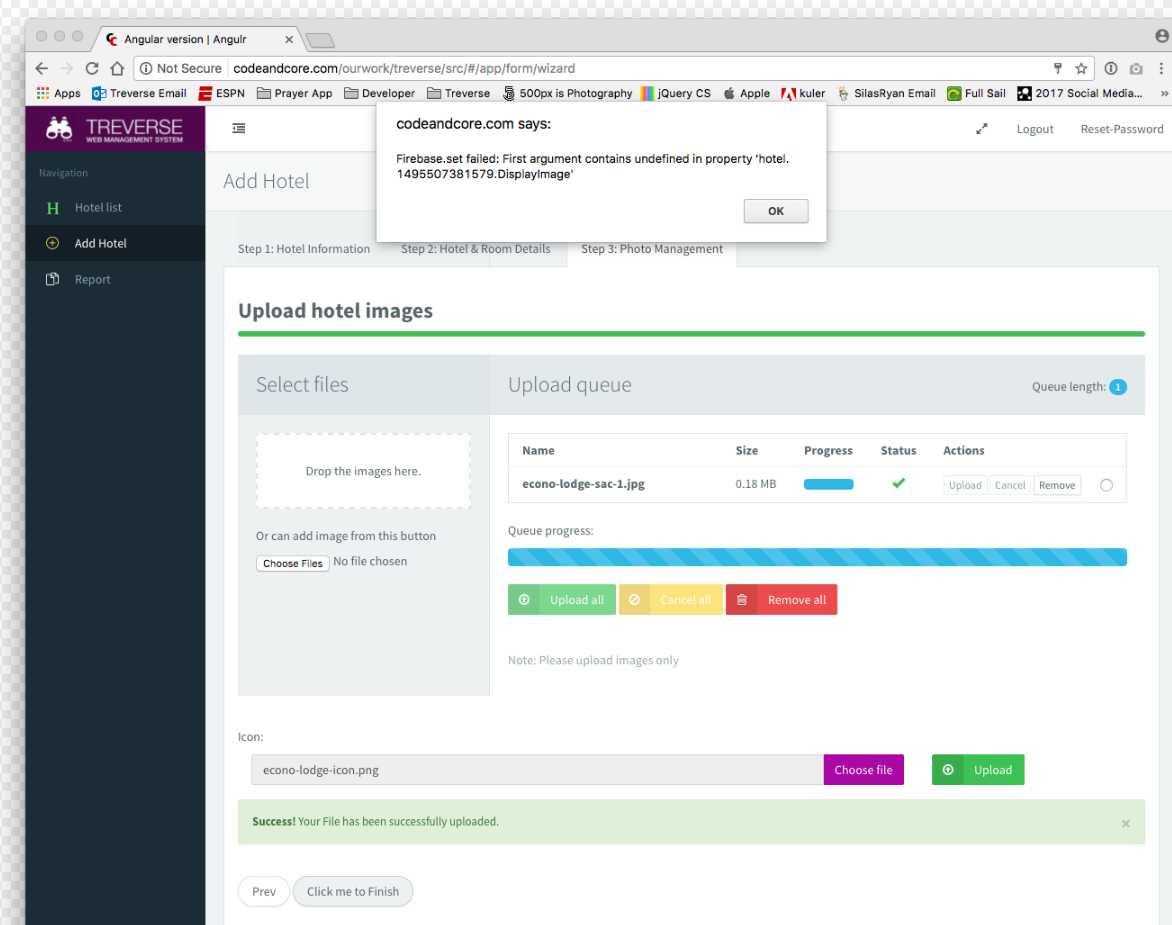 Angular version | Angulr
Not Secure codeandcore.com/ourwork/treverse/src/#/app/form/wizard
Apps Treverse Email ESPN Prayer App Developer Treverse 500px is Photography jQuery CS Apple kuler SilasRyan Email Full Sail 2017 Social Media... »
TREVERSE
WEB MANAGEMENT SYSTEM
Logout Reset-Password
codeandcore.com says:
Firebase.set failed: First argument contains undefined in property 'hotel.
1495507381579.DisplayImage'
OK
Navigation
H Hotel list
Add Hotel
Report
Add Hotel
Step 1: Hotel Information Step 2: Hotel & Room Details Step 3: Photo Management
Upload hotel images
Select files
Drop the images here.
Or can add image from this button
Choose Files No file chosen
Upload queue Queue length: 1
Name Size Progress Status Actions
econo-lodge-sac-1.jpg 0.18 MB Upload Cancel Remove
Queue progress:
Upload all Cancel all Remove all
Note: Please upload images only
Icon:
econo-lodge-icon.png Choose file Upload
Success! Your File has been successfully uploaded. ×
Prev Click me to Finish